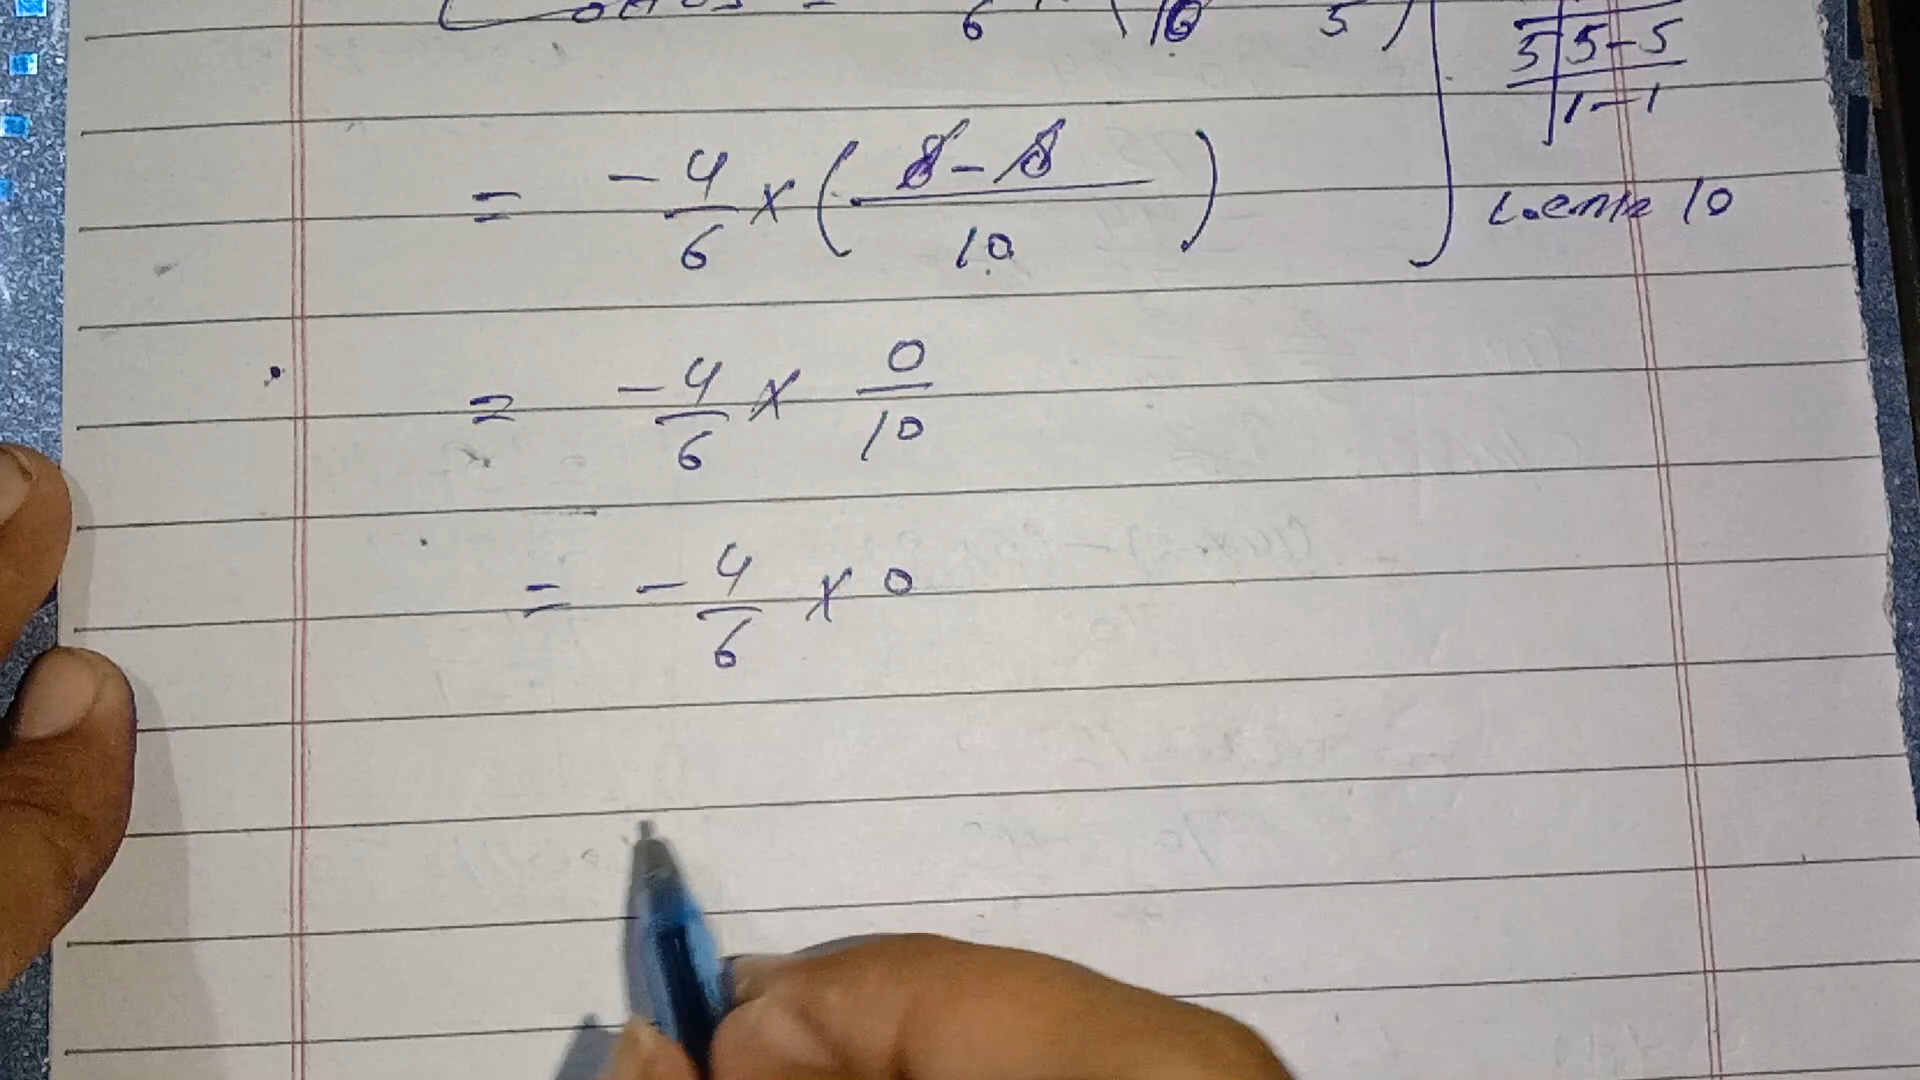 6 (10 5)
5 | 5 - 5
1 - 1
= -4/6 × (8 - 8 / 10)
L.c.m is 10
= -4/6 × 0/10
= -4/6 × 0